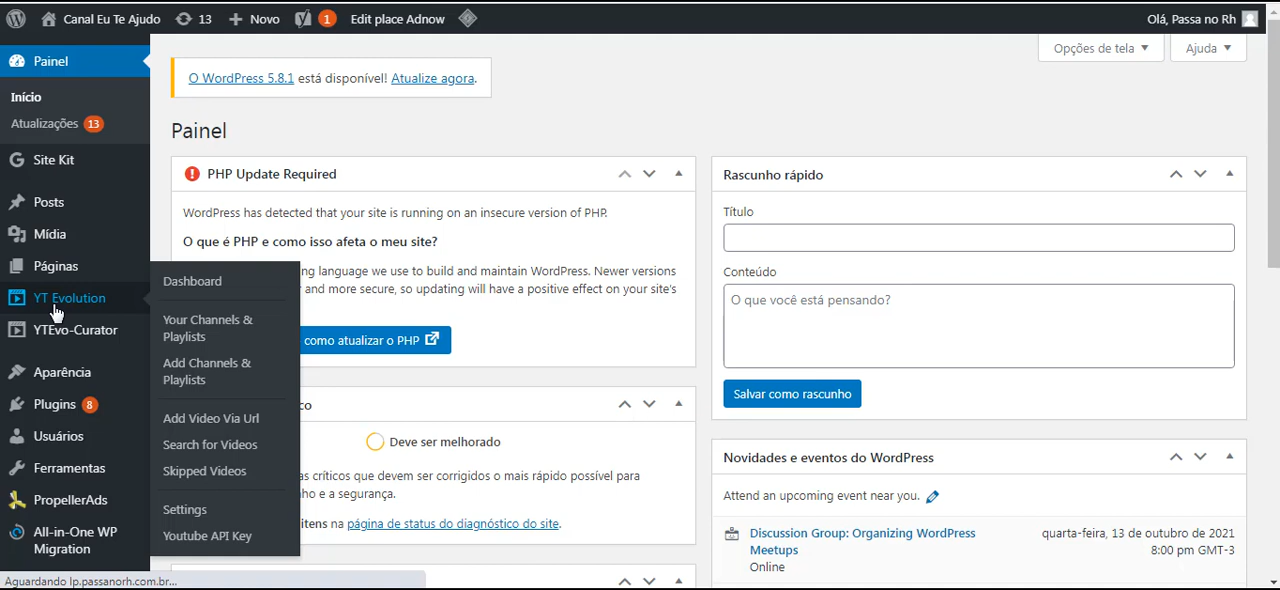 Canal Eu Te Ajudo 13 Novo 1 Edit place Adnow Olá, Passa no Rh
Painel
Início
Atualizações 13
Site Kit
Posts
Mídia
Páginas
YT Evolution
YTEvo-Curator
Aparência
Plugins 8
Usuários
Ferramentas
PropellerAds
All-in-One WP
Migration
Dashboard
Your Channels &
Playlists
Add Channels &
Playlists
Add Video Via Url
Search for Videos
Skipped Videos
Settings
Youtube API Key
Opções de tela Ajuda
O WordPress 5.8.1 está disponível! Atualize agora.
Painel
PHP Update Required
WordPress has detected that your site is running on an insecure version of PHP.
O que é PHP e como isso afeta o meu site?
ng language we use to build and maintain WordPress. Newer versions
and more secure, so updating will have a positive effect on your site's
como atualizar o PHP
co
Deve ser melhorado
as críticos que devem ser corrigidos o mais rápido possível para
nho e a segurança.
itens na página de status do diagnóstico do site.
Rascunho rápido
Título
Conteúdo
O que você está pensando?
Salvar como rascunho
Novidades e eventos do WordPress
Attend an upcoming event near you.
Discussion Group: Organizing WordPress
Meetups
Online
quarta-feira, 13 de outubro de 2021
8:00 pm GMT-3
Aguardando lp.passanorh.com.br...